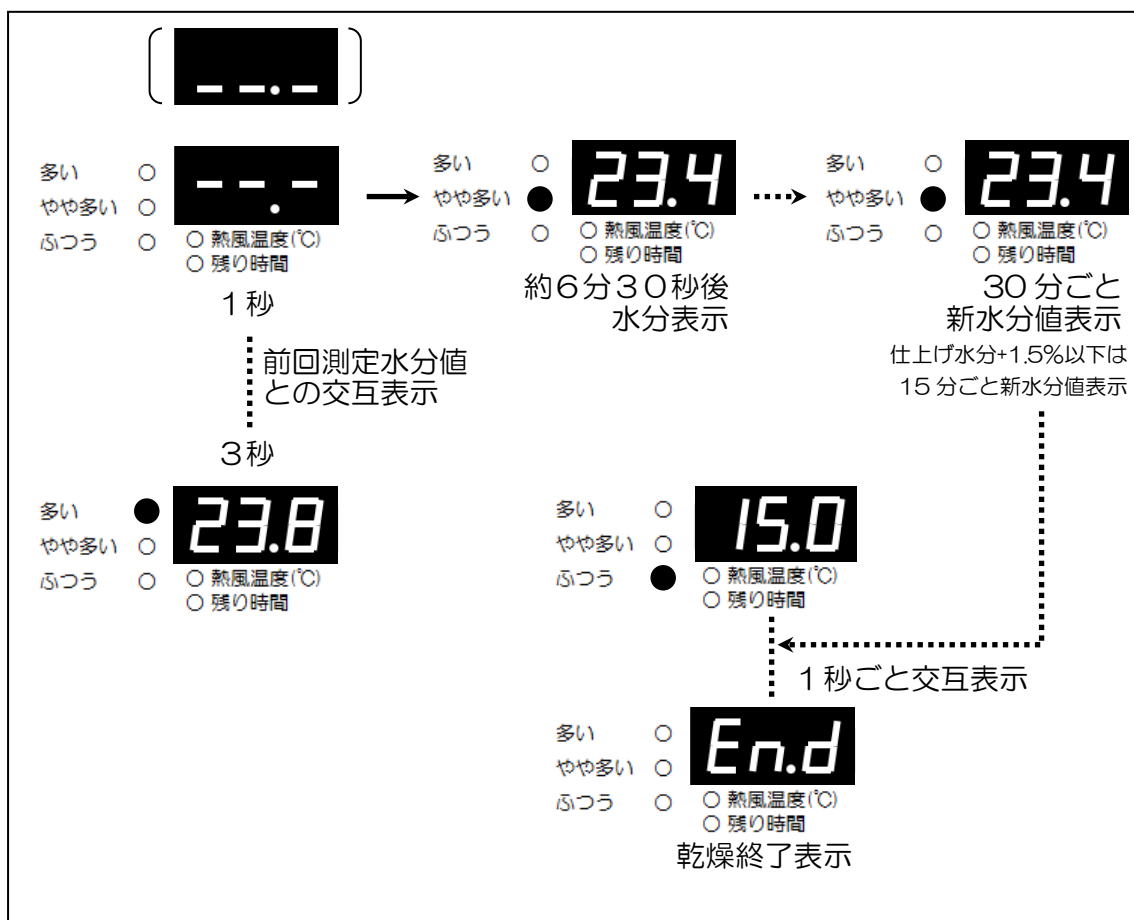 ( _ _._ )
多い ○
やや多い ○
ふつう ○
– –.–
○ 熱風温度(℃)
○ 残り時間
1秒
前回測定水分値
との交互表示
3秒
多い ●
やや多い ○
ふつう ○
23.8
○ 熱風温度(℃)
○ 残り時間
多い ○
やや多い ●
ふつう ○
23.4
○ 熱風温度(℃)
○ 残り時間
約6分30秒後
水分表示
多い ○
やや多い ●
ふつう ○
23.4
○ 熱風温度(℃)
○ 残り時間
30分ごと
新水分値表示
仕上げ水分+1.5%以下は
15分ごと新水分値表示
多い ○
やや多い ○
ふつう ●
15.0
○ 熱風温度(℃)
○ 残り時間
1秒ごと交互表示
多い ○
やや多い ○
ふつう ○
En.d
○ 熱風温度(℃)
○ 残り時間
乾燥終了表示